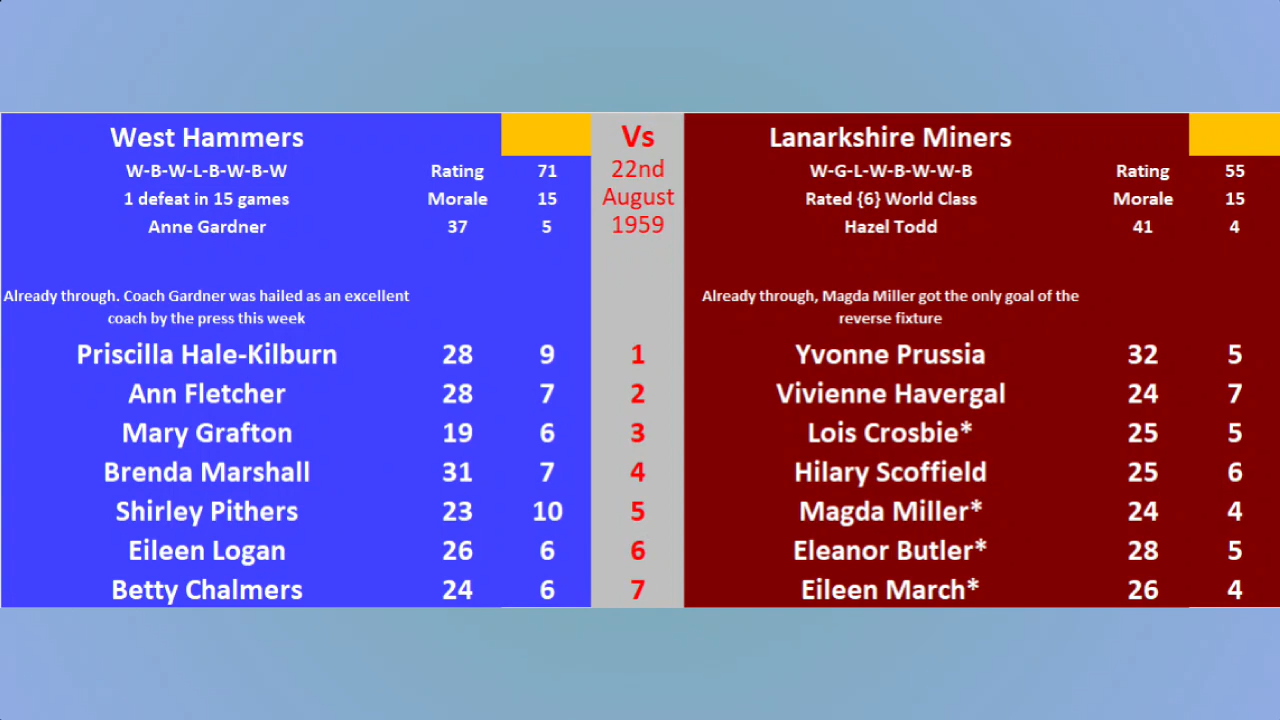 West Hammers
W-B-W-L-B-W-B-W Rating 71
1 defeat in 15 games Morale 15
Anne Gardner 37 5
Already through. Coach Gardner was hailed as an excellent
coach by the press this week
Vs
22nd
August
1959
Lanarkshire Miners
W-G-L-W-B-W-W-B Rating 55
Rated {6} World Class Morale 15
Hazel Todd 41 4
Already through, Magda Miller got the only goal of the
reverse fixture
Priscilla Hale-Kilburn 28 9 1 Yvonne Prussia 32 5
Ann Fletcher 28 7 2 Vivienne Havergal 24 7
Mary Grafton 19 6 3 Lois Crosbie* 25 5
Brenda Marshall 31 7 4 Hilary Scoffield 25 6
Shirley Pithers 23 10 5 Magda Miller* 24 4
Eileen Logan 26 6 6 Eleanor Butler* 28 5
Betty Chalmers 24 6 7 Eileen March* 26 4